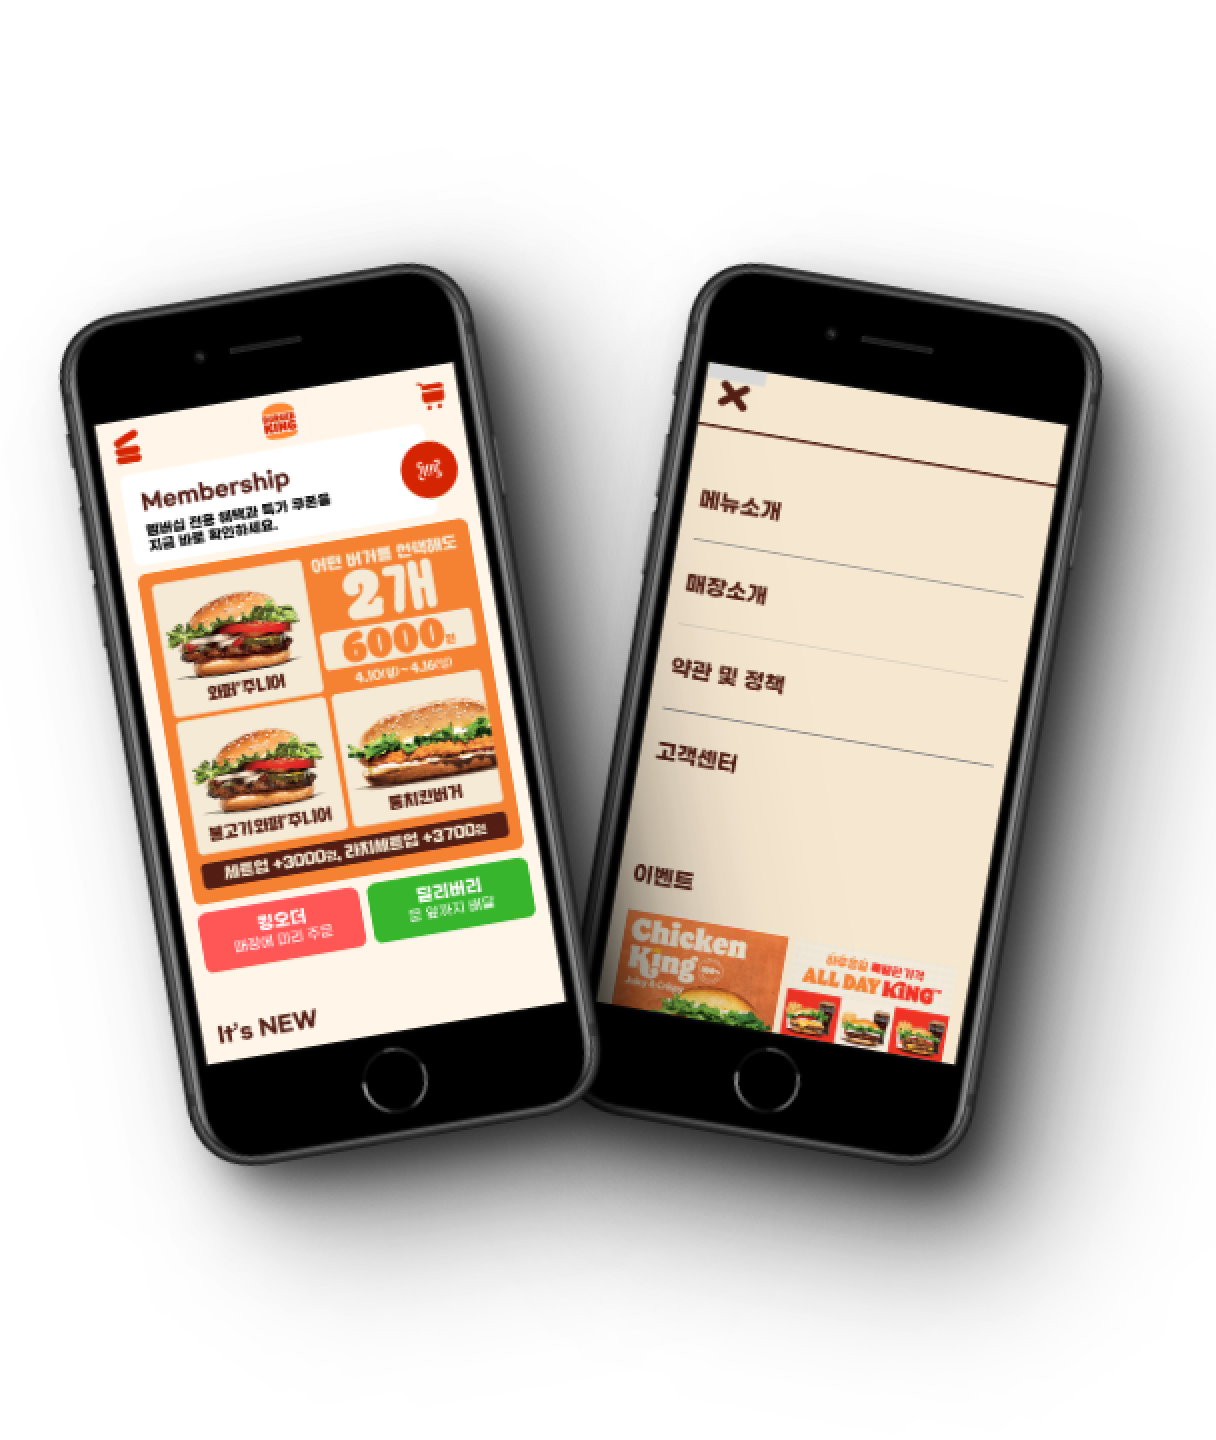 BURGER
KING
Membership
멤버십 전용 혜택과 특가 쿠폰을
지금 바로 확인하세요.
어떤 버거를 선택해도
2개
6000원
4.10(월)~4.16(일)
와퍼®주니어
불고기와퍼®주니어
롱치킨버거
세트업 +3000원, 라지세트업 +3700원
킹오더
매장에 미리 주문
딜리버리
문 앞까지 배달
It's NEW
메뉴소개
매장소개
약관 및 정책
고객센터
이벤트
Chicken
King
Juicy & Crispy
하루종일 특별한 가격
ALL DAY KING™